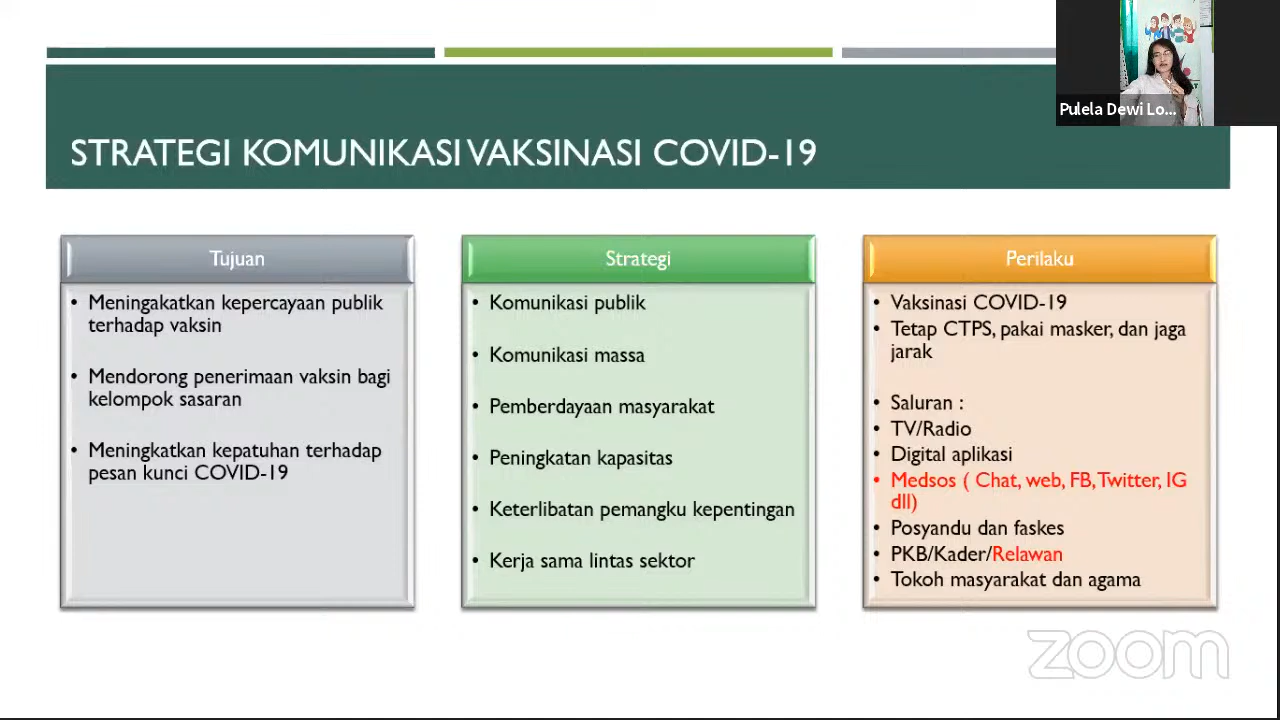 Pulela Dewi Lo...
STRATEGI KOMUNIKASI VAKSINASI COVID-19
Tujuan
• Meningakatkan kepercayaan publik
terhadap vaksin
• Mendorong penerimaan vaksin bagi
kelompok sasaran
• Meningkatkan kepatuhan terhadap
pesan kunci COVID-19
Strategi
• Komunikasi publik
• Komunikasi massa
• Pemberdayaan masyarakat
• Peningkatan kapasitas
• Keterlibatan pemangku kepentingan
• Kerja sama lintas sektor
Perilaku
• Vaksinasi COVID-19
• Tetap CTPS, pakai masker, dan jaga
jarak
• Saluran :
• TV/Radio
• Digital aplikasi
• Medsos ( Chat, web, FB, Twitter, IG
dll)
• Posyandu dan faskes
• PKB/Kader/Relawan
• Tokoh masyarakat dan agama
zoom